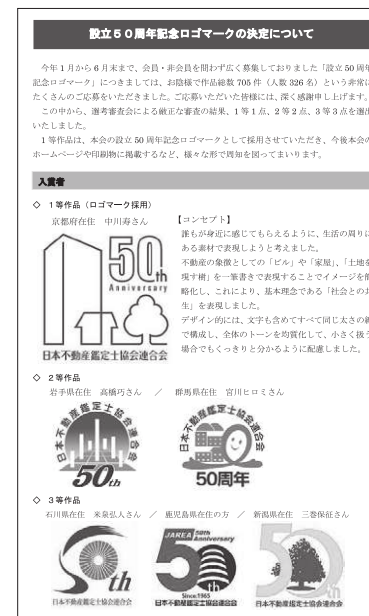 設立５０周年記念ロゴマークの決定について
今年 1 月から 6 月末まで、会員・非会員を問わず広く募集しておりました「設立 50 周年
記念ロゴマーク」につきましては、お陰様で作品総数 705 件（人数 326 名）という非常に
たくさんのご応募をいただきました。ご応募いただいた皆様には、深く感謝申し上げます。
この中から、選考審査会による厳正な審査の結果、1 等 1 点、2 等 2 点、3 等 3 点を選出
いたしました。
1 等作品は、本会の設立 50 周年記念ロゴマークとして採用させていただき、今後本会の
ホームページや印刷物に掲載するなど、様々な形で周知を図ってまいります。
入賞者
◇ １等作品（ロゴマーク採用）
京都府在住 中川寿さん
【コンセプト】
誰もが身近に感じてもらえるように、生活の周りに
ある素材で表現しようと考えました。
不動産の象徴としての「ビル」や「家屋」、「土地を
現す樹」を一筆書きで表現することでイメージを簡
略化し、これにより、基本理念である「社会との共
生」を表現しました。
デザイン的には、文字も含めてすべて同じ太さの線
で構成し、全体のトーンを均質化して、小さく扱う
場合でもくっきりと分かるように配慮しました。
50th
Anniversary
日本不動産鑑定士協会連合会
◇ ２等作品
岩手県在住 高橋巧さん ／ 群馬県在住 宮川ヒロミさん
日本不動産鑑定士協会連合会
50th
日本不動産鑑定士協会連合会
50周年
◇ ３等作品
石川県在住 米泉弘人さん ／ 鹿児島県在住の方 ／ 新潟県在住 三巻保征さん
50th
日本不動産鑑定士協会連合会
JAREA 50th
Anniversary
50
Since.1965
日本不動産鑑定士協会連合会
50th
日本不動産鑑定士協会連合会